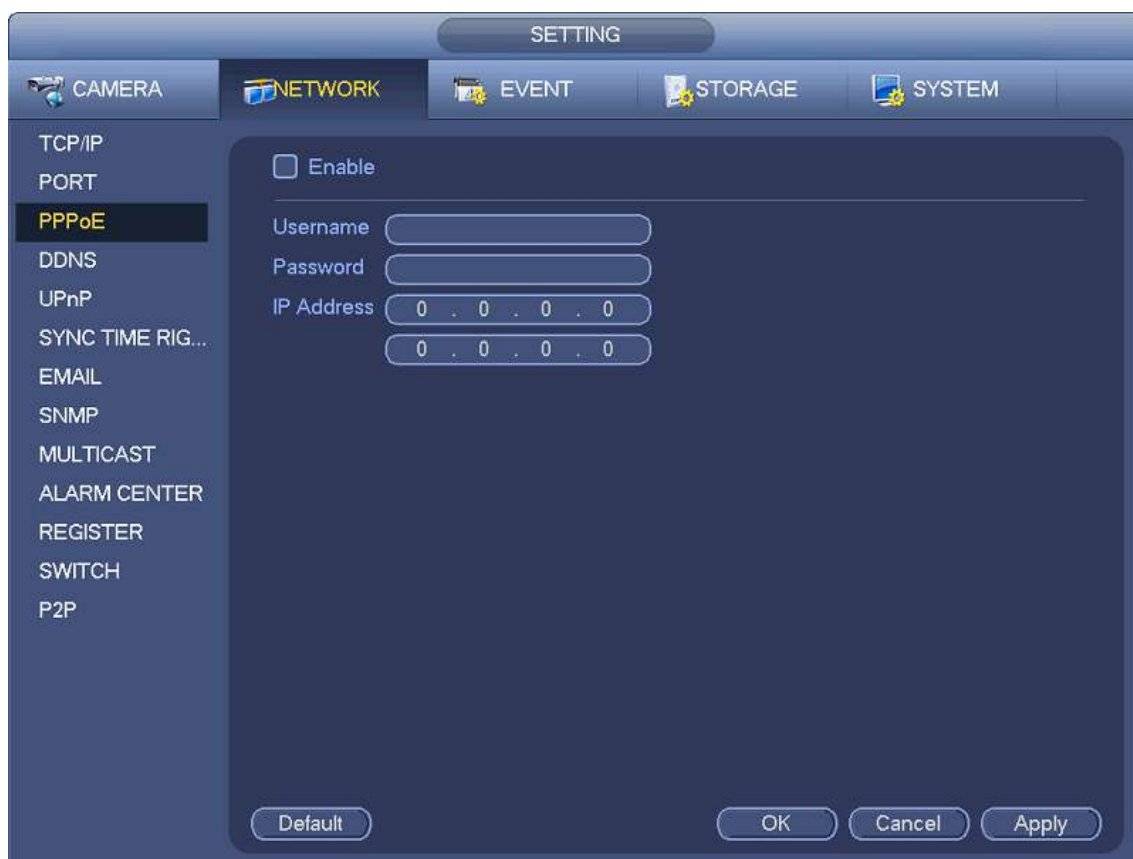 SETTING
CAMERA NETWORK EVENT STORAGE SYSTEM
TCP/IP
PORT
PPPoE
DDNS
UPnP
SYNC TIME RIG...
EMAIL
SNMP
MULTICAST
ALARM CENTER
REGISTER
SWITCH
P2P
Enable
Username
Password
IP Address 0 . 0 . 0 . 0
0 . 0 . 0 . 0
Default OK Cancel Apply